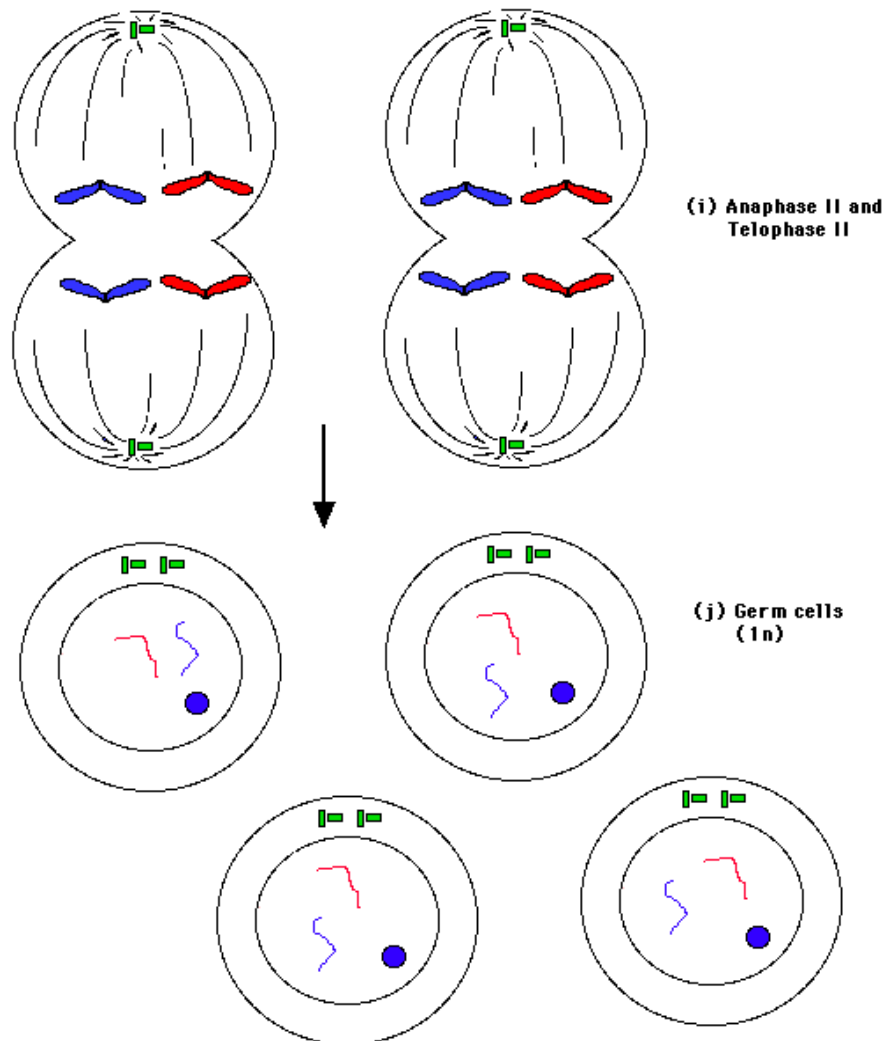 (i) Anaphase II and
Telophase II
(j) Germ cells
(1n)